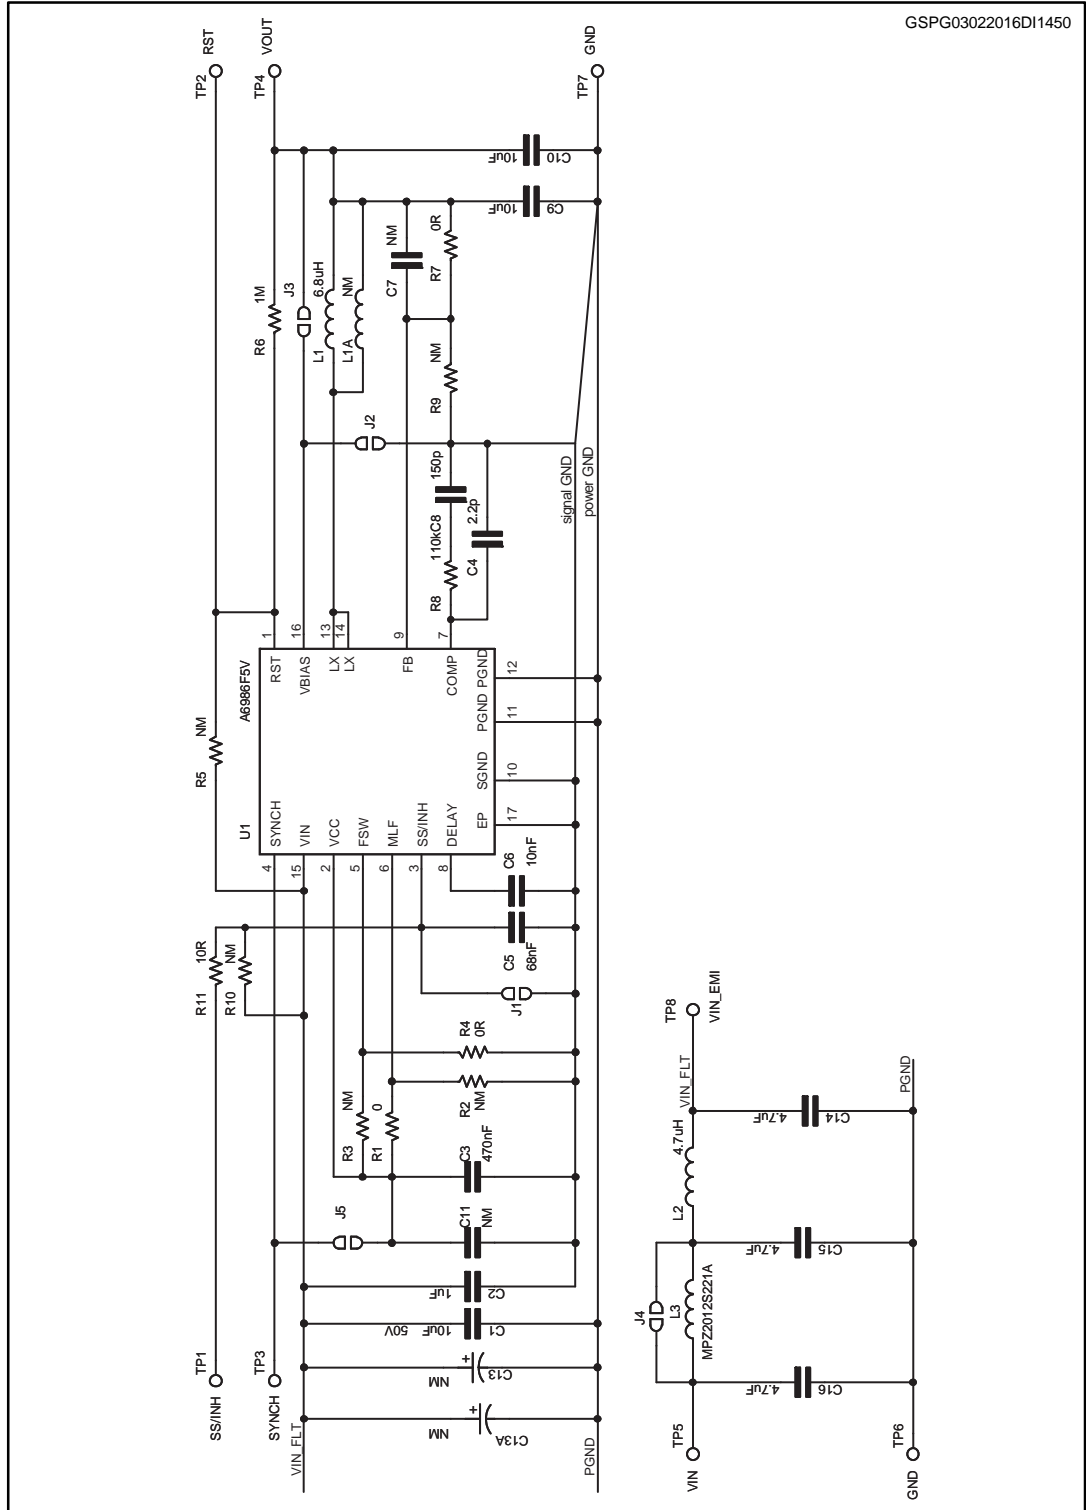 GSPG03022016DI1450
TP2 RST
TP4 VOUT
TP7 GND
10uF C10
10uF C9
R6 1M
J3
L1 6.8uH
L1A NM
C7 NM
R7 0R
R9 NM
J2
150p
110kC8
R8
2.2p
C4
signal GND
power GND
R5 NM
U1 A6986F5V
SYNCH 4
VIN 15
VCC 2
FSW 5
MLF 6
SS/INH 3
DELAY 8
RST 1
VBIAS 16
LX 13
LX 14
FB 9
COMP 7
EP 17
SGND 10
PGND 11
PGND 12
C6 10nF
C5 68nF
R11 10R
R10 NM
J1
R4 0R
R2 NM
R3 NM
R1 0
C3 470nF
J5
C11 NM
1uF C2
50V 10uF C1
NM + C13
NM + C13A
TP1 SS/INH
TP3 SYNCH
VIN_FLT
PGND
TP8 VIN_EMI
VIN_FLT
PGND
4.7uF C14
L2 4.7uH
4.7uF C15
J4
L3
MPZ2012S221A
4.7uF C16
TP5 VIN
TP6 GND